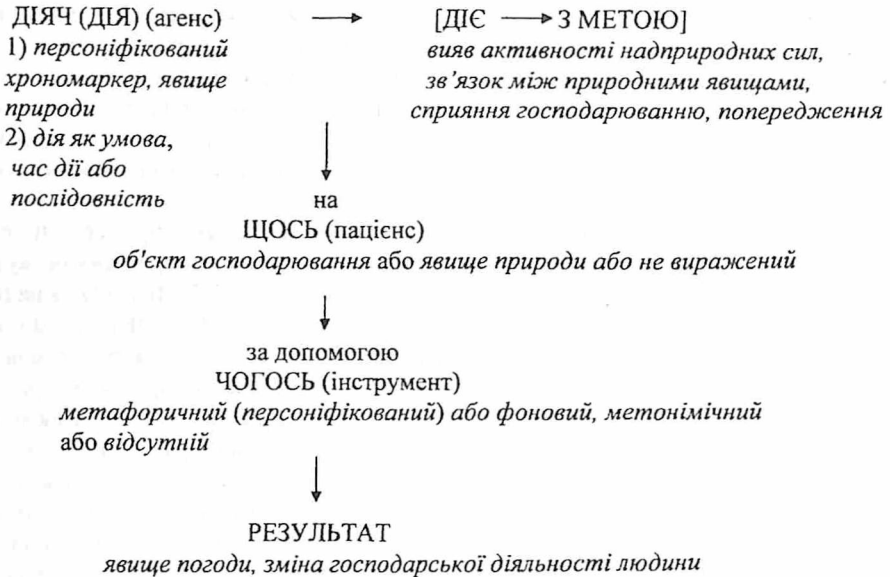 ДІЯЧ (ДІЯ) (агенс) → [ДІЄ → З МЕТОЮ]
1) персоніфікований
хрономаркер, явище
природи
2) дія як умова,
час дії або
послідовність
вияв активності надприродних сил,
зв'язок між природними явищами,
сприяння господарюванню, попередження
на
ЩОСЬ (пацієнс)
об'єкт господарювання або явище природи або не виражений
за допомогою
ЧОГОСЬ (інструмент)
метафоричний (персоніфікований) або фоновий, метонімічний
або відсутній
РЕЗУЛЬТАТ
явище погоди, зміна господарської діяльності людини